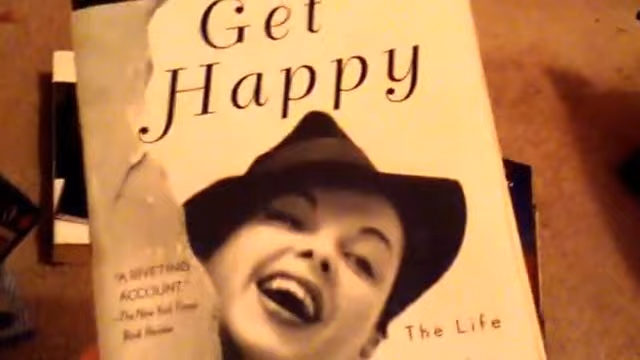 Get
Happy
"A RIVETING
ACCOUNT."
—The New York Times
Book Review
The Life